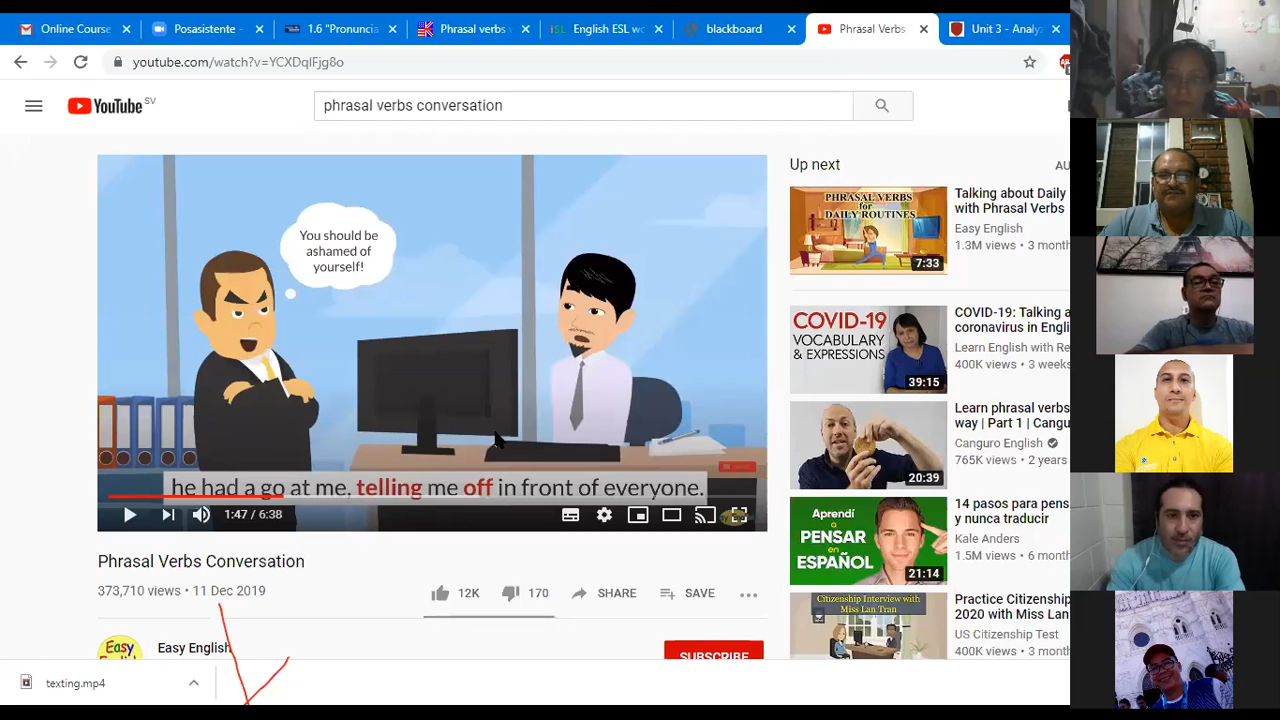 Online Course
Posasistente -
1.6 "Pronuncia
Phrasal verbs
iSL English ESL wo
blackboard
Phrasal Verbs
Unit 3 - Analyz
youtube.com/watch?v=YCXDqlFjg8o
YouTube SV
phrasal verbs conversation
You should be
ashamed of
yourself!
he had a go at me, telling me off in front of everyone.
1:47 / 6:38
Phrasal Verbs Conversation
373,710 views • 11 Dec 2019
12K
170
SHARE
SAVE
Easy
English
Easy English
SUBSCRIBE
Up next
AU
PHRASAL VERBS
for
DAILY ROUTINES
7:33
Talking about Daily
with Phrasal Verbs
Easy English
1.3M views • 3 month
COVID-19
VOCABULARY
& EXPRESSIONS
39:15
COVID-19: Talking a
coronavirus in Engli
Learn English with Re
400K views • 3 weeks
20:39
Learn phrasal verbs
way | Part 1 | Cangu
Canguro English
765K views • 2 years
Aprendí
a
PENSAR
en
ESPAÑOL
21:14
14 pasos para pens
y nunca traducir
Kale Anders
1.5M views • 6 month
Citizenship Interview with
Miss Lan Tran
Practice Citizenship
2020 with Miss Lan
US Citizenship Test
400K views • 3 week
texting.mp4